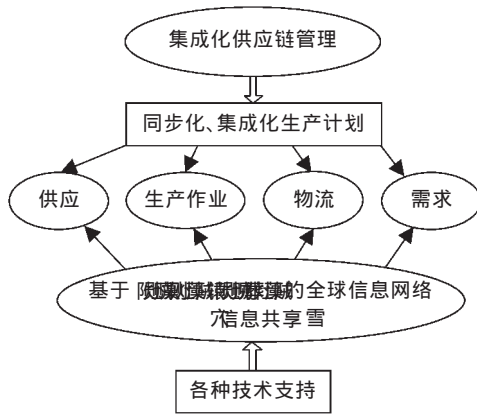 集成化供应链管理
同步化、集成化生产计划
供应
生产作业
物流
需求
基于 的全球信息网络
穴信息共享雪
各种技术支持